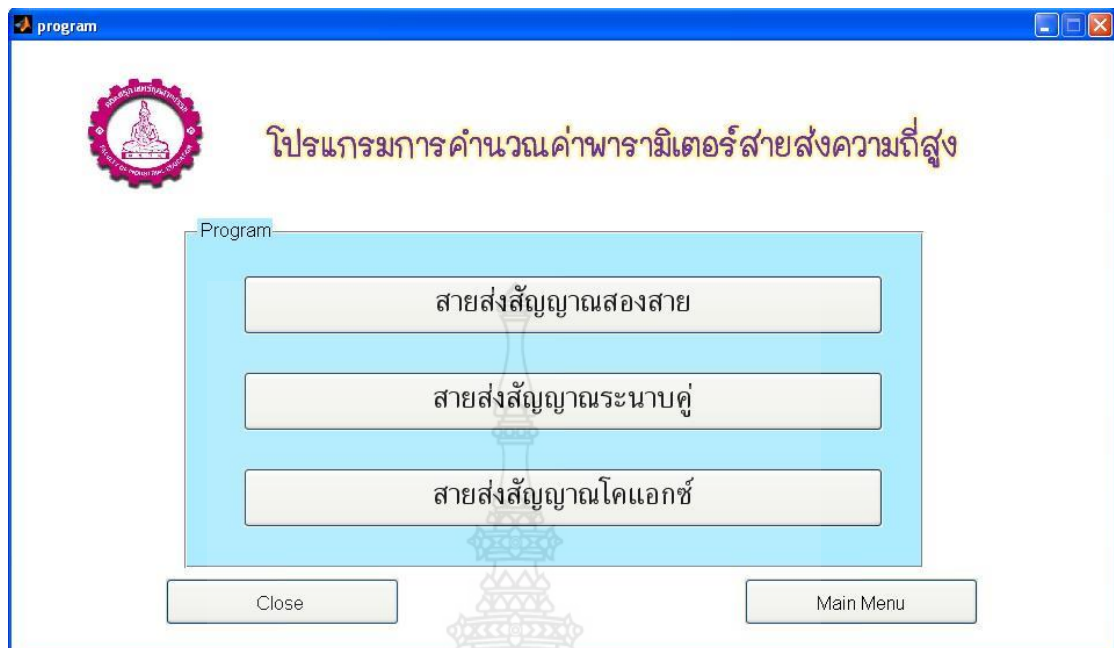 program
โปรแกรมการคำนวณค่าพารามิเตอร์สายส่งความถี่สูง
Program
สายส่งสัญญาณสองสาย
สายส่งสัญญาณระนาบคู่
สายส่งสัญญาณโคแอกซ์
Close
Main Menu